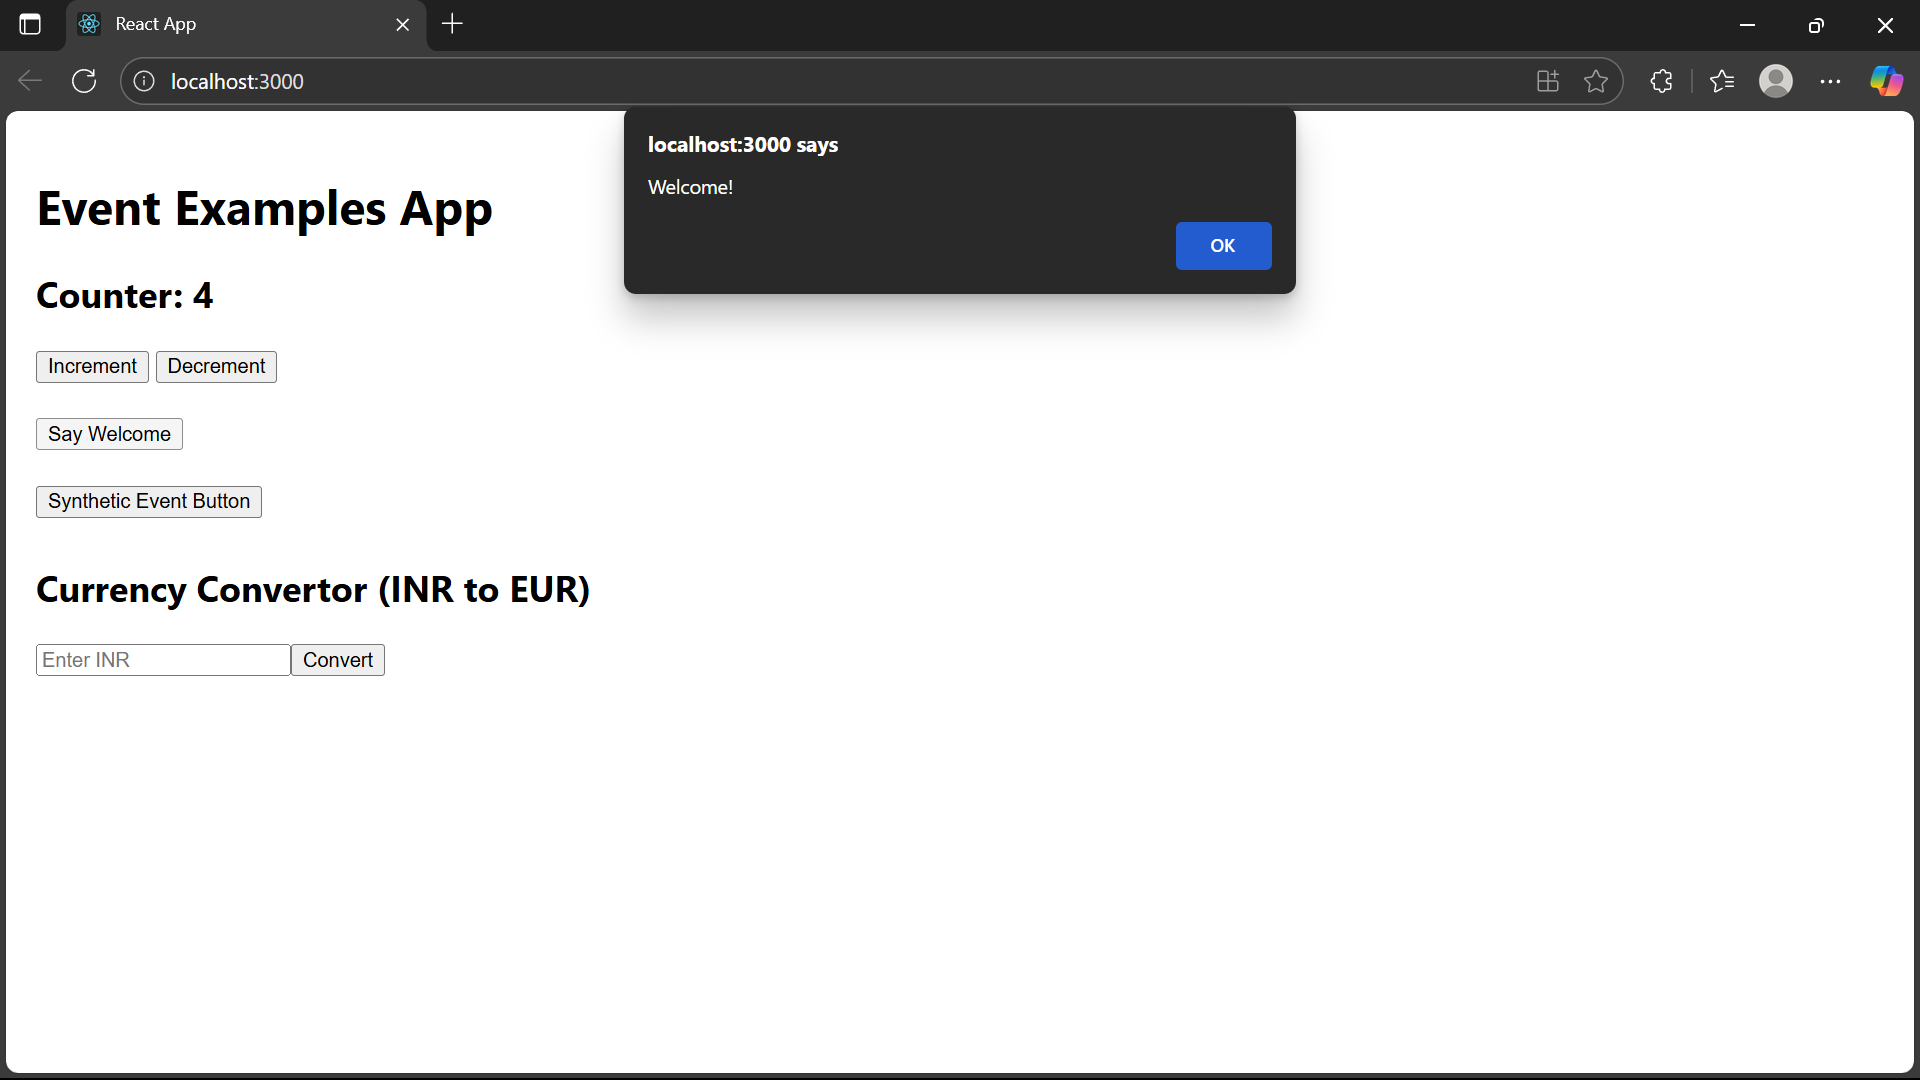 React App
localhost:3000
localhost:3000 says
Welcome!
OK
Event Examples App
Counter: 4
Increment Decrement
Say Welcome
Synthetic Event Button
Currency Convertor (INR to EUR)
Enter INR Convert